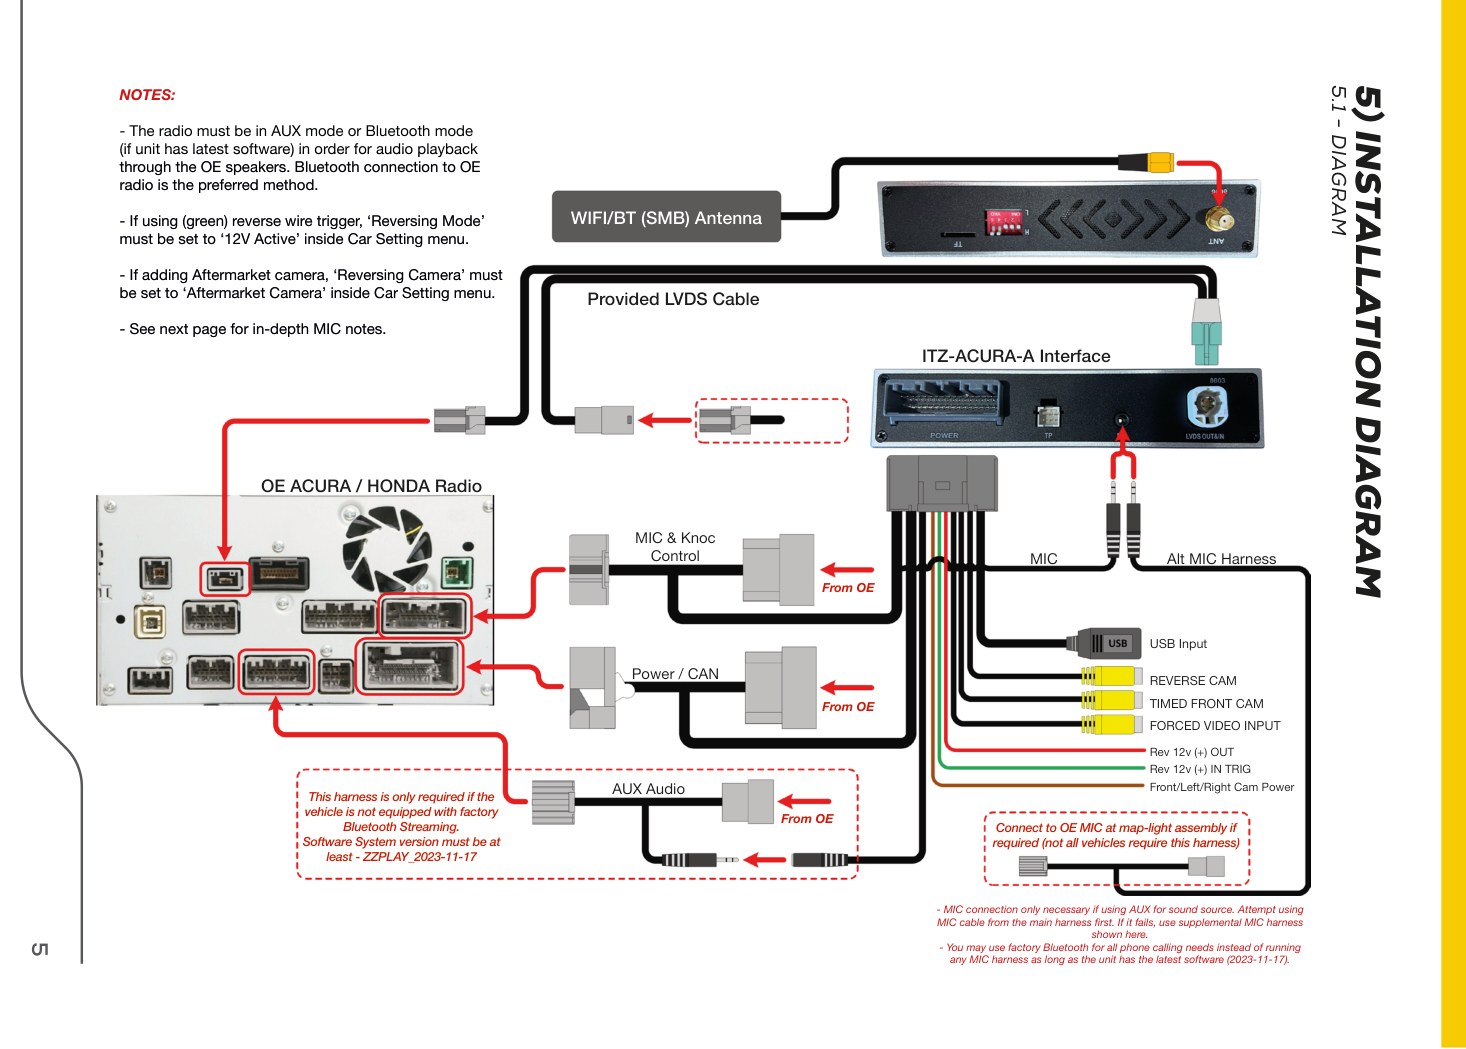 5) INSTALLATION DIAGRAM
5.1 - DIAGRAM
NOTES:
- The radio must be in AUX mode or Bluetooth mode
(if unit has latest software) in order for audio playback
through the OE speakers. Bluetooth connection to OE
radio is the preferred method.
- If using (green) reverse wire trigger, ‘Reversing Mode’
must be set to ‘12V Active’ inside Car Setting menu.
- If adding Aftermarket camera, ‘Reversing Camera’ must
be set to ‘Aftermarket Camera’ inside Car Setting menu.
- See next page for in-depth MIC notes.
WIFI/BT (SMB) Antenna
TF
L
H
ANT
Provided LVDS Cable
ITZ-ACURA-A Interface
POWER
TP
8603
LVDS OUT&IN
OE ACURA / HONDA Radio
MIC & Knoc
Control
From OE
MIC
Alt MIC Harness
Power / CAN
From OE
USB
USB Input
REVERSE CAM
TIMED FRONT CAM
FORCED VIDEO INPUT
Rev 12v (+) OUT
Rev 12v (+) IN TRIG
Front/Left/Right Cam Power
This harness is only required if the
vehicle is not equipped with factory
Bluetooth Streaming.
Software System version must be at
least - ZZPLAY_2023-11-17
AUX Audio
From OE
Connect to OE MIC at map-light assembly if
required (not all vehicles require this harness)
- MIC connection only necessary if using AUX for sound source. Attempt using
MIC cable from the main harness first. If it fails, use supplemental MIC harness
shown here.
- You may use factory Bluetooth for all phone calling needs instead of running
any MIC harness as long as the unit has the latest software (2023-11-17).
5